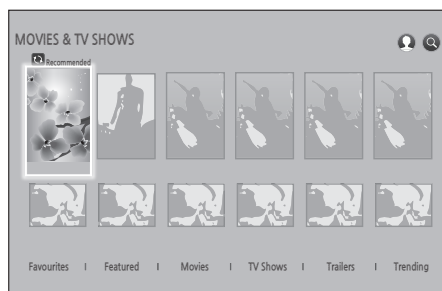 MOVIES & TV SHOWS
Recommended
Favourites I Featured I Movies I TV Shows I Trailers I Trending